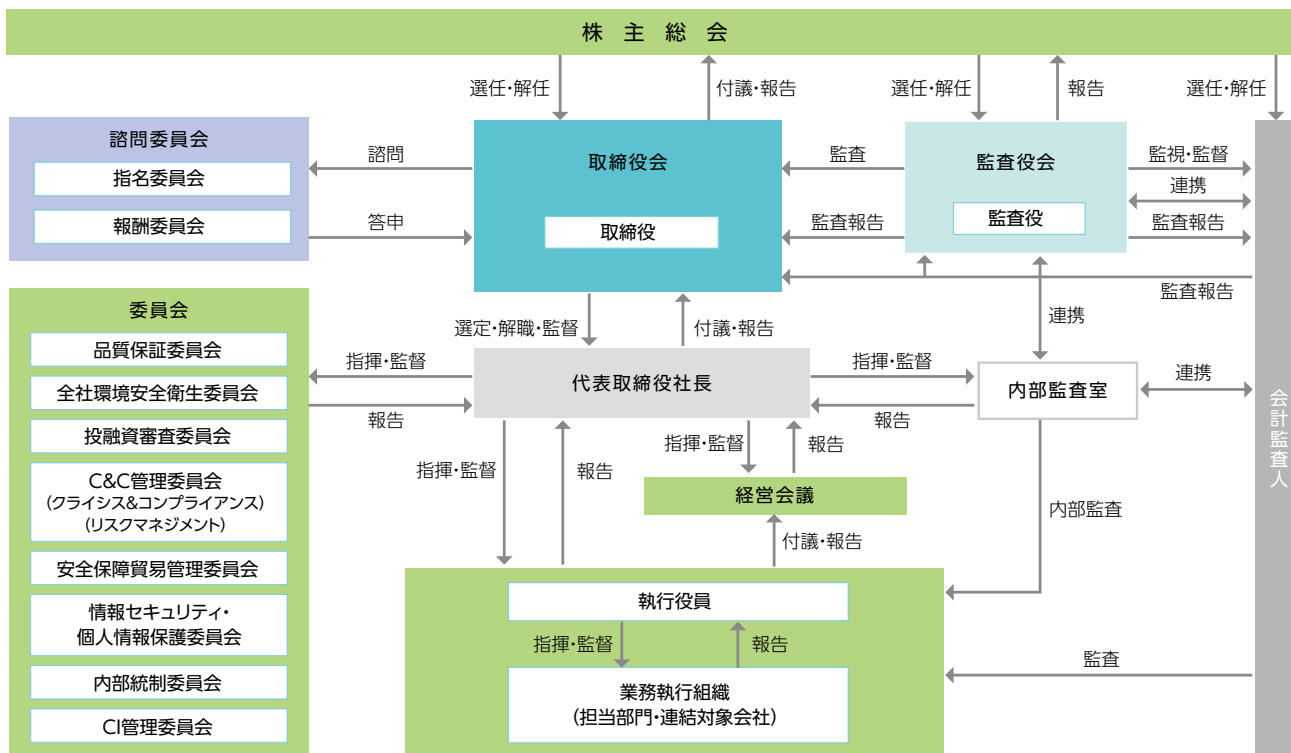 株主総会
選任・解任
付議・報告
選任・解任
報告
選任・解任
諮問委員会
指名委員会
報酬委員会
諮問
答申
取締役会
取締役
監査
監査報告
監査役会
監査役
監視・監督
連携
監査報告
監査報告
会計監査人
委員会
品質保証委員会
全社環境安全衛生委員会
投融資審査委員会
C&C管理委員会
(クライシス&コンプライアンス)
(リスクマネジメント)
安全保障貿易管理委員会
情報セキュリティ・
個人情報保護委員会
内部統制委員会
CI管理委員会
選定・解職・監督
付議・報告
連携
指揮・監督
報告
代表取締役社長
指揮・監督
報告
内部監査室
連携
指揮・監督
報告
指揮・監督
報告
経営会議
付議・報告
内部監査
執行役員
指揮・監督
報告
業務執行組織
(担当部門・連結対象会社)
監査